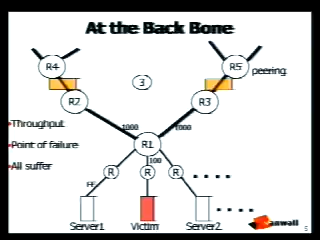 At the Back Bone
R4
R5
peering
3
R2
R3
Throughput
1000
1000
Point of failure
R1
100
All suffer
R
R
R
FE
. . . .
. . . .
Server1
Victim
Server2
5